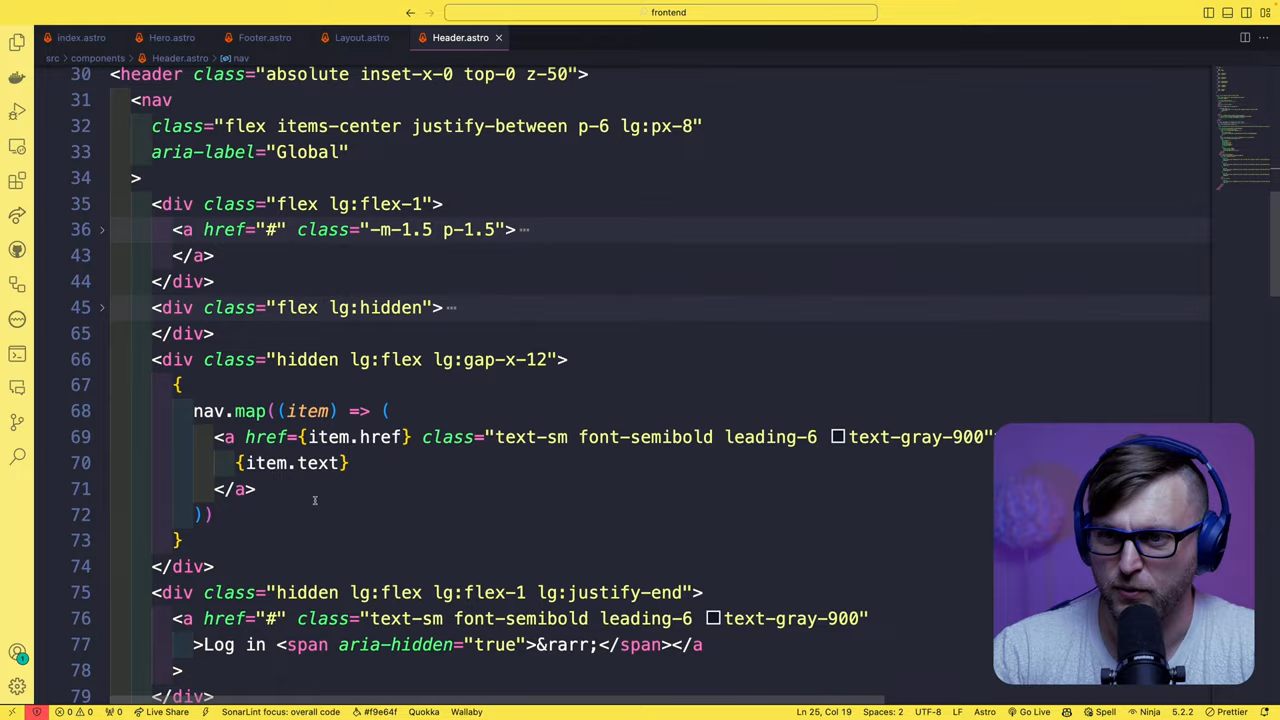 frontend
index.astro
Hero.astro
Footer.astro
Layout.astro
Header.astro
src > components > Header.astro > nav
30 <header class="absolute inset-x-0 top-0 z-50">
31 <nav
32 class="flex items-center justify-between p-6 lg:px-8"
33 aria-label="Global"
34 >
35 <div class="flex lg:flex-1">
36 <a href="#" class="-m-1.5 p-1.5">
43 </a>
44 </div>
45 <div class="flex lg:hidden">
65 </div>
66 <div class="hidden lg:flex lg:gap-x-12">
67 {
68 nav.map((item) => (
69 <a href={item.href} class="text-sm font-semibold leading-6 text-gray-900"
70 {item.text}
71 </a>
72 ))
73 }
74 </div>
75 <div class="hidden lg:flex lg:flex-1 lg:justify-end">
76 <a href="#" class="text-sm font-semibold leading-6 text-gray-900"
77 >Log in <span aria-hidden="true">&rarr;</span></a
78 >
79 </div>
0 0 0 Live Share SonarLint focus: overall code #f9e64f Quokka Wallaby Ln 25, Col 19 Spaces: 2 UTF-8 LF Astro Go Live Spell Ninja 5.2.2 Prettier